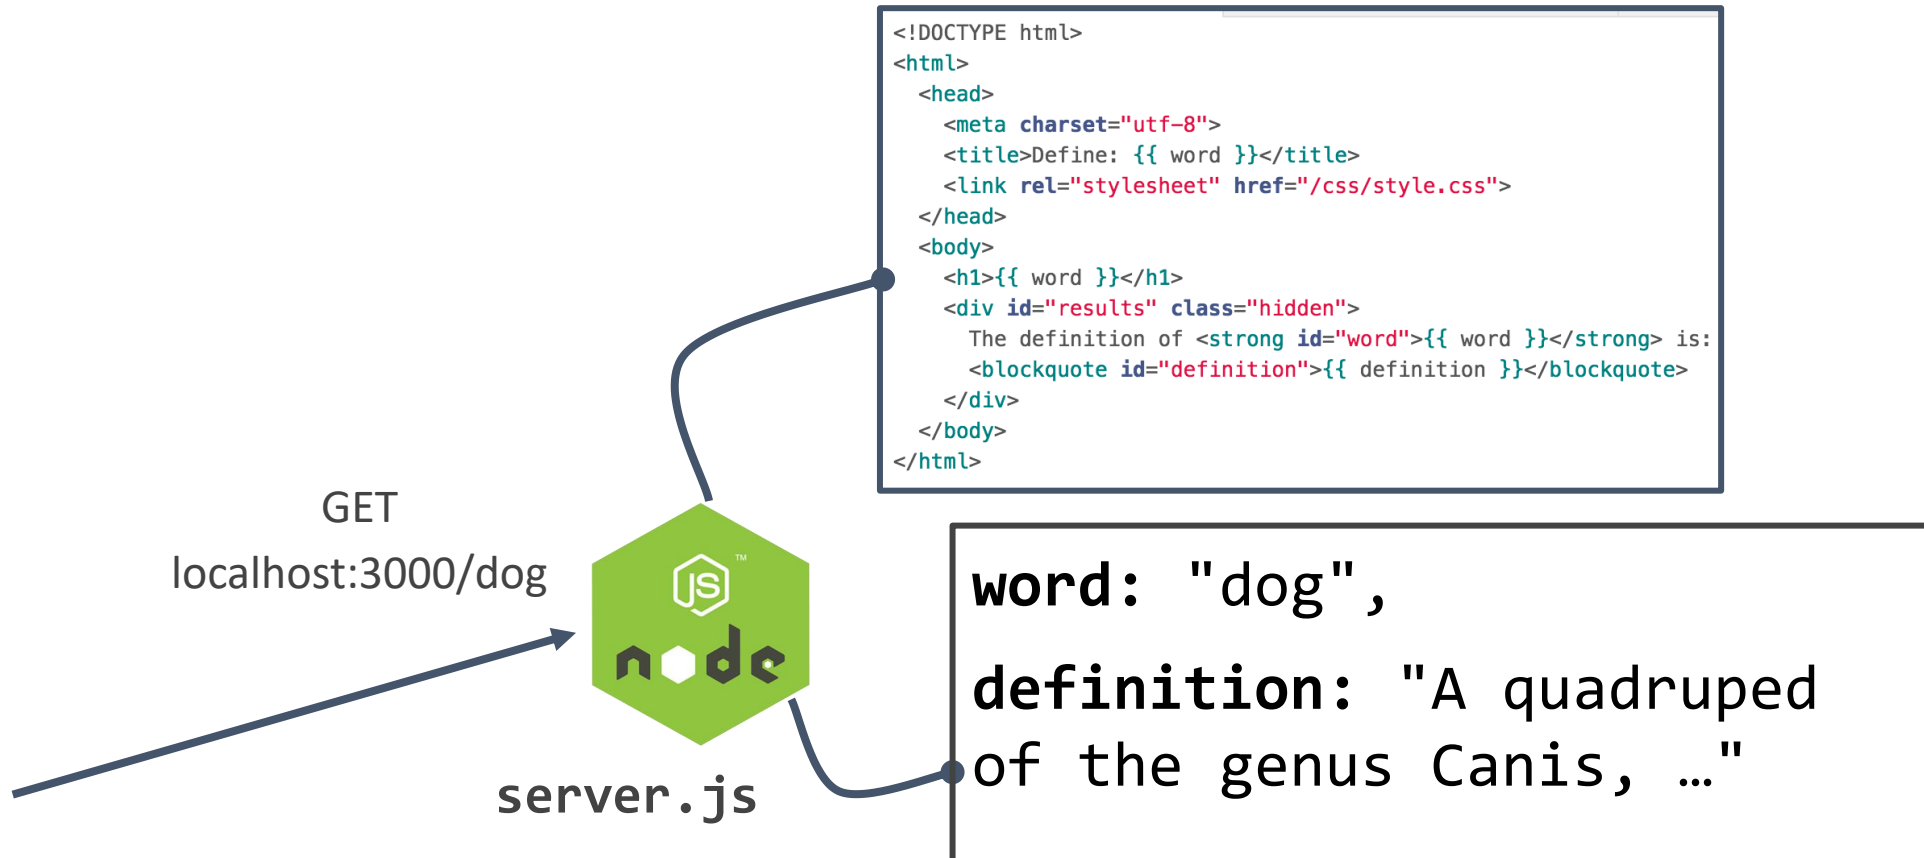 <!DOCTYPE html>
<html>
  <head>
    <meta charset="utf-8">
    <title>Define: {{ word }}</title>
    <link rel="stylesheet" href="/css/style.css">
  </head>
  <body>
    <h1>{{ word }}</h1>
    <div id="results" class="hidden">
      The definition of <strong id="word">{{ word }}</strong> is:
      <blockquote id="definition">{{ definition }}</blockquote>
    </div>
  </body>
</html>
GET
localhost:3000/dog
JS™
node
server.js
word: "dog",
definition: "A quadruped
of the genus Canis, …"